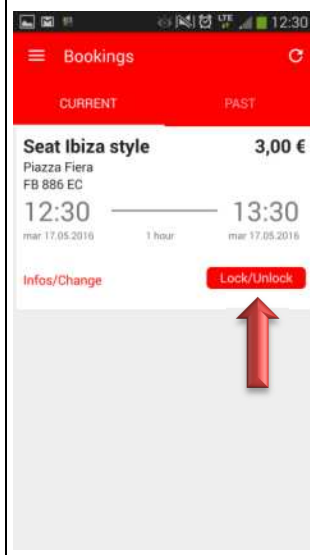 LTE 12:30
Bookings
CURRENT PAST
Seat Ibiza style 3,00 €
Piazza Fiera
FB 886 EC
12:30 13:30
mar 17.05.2016 1 hour mar 17.05.2016
Infos/Change Lock/Unlock